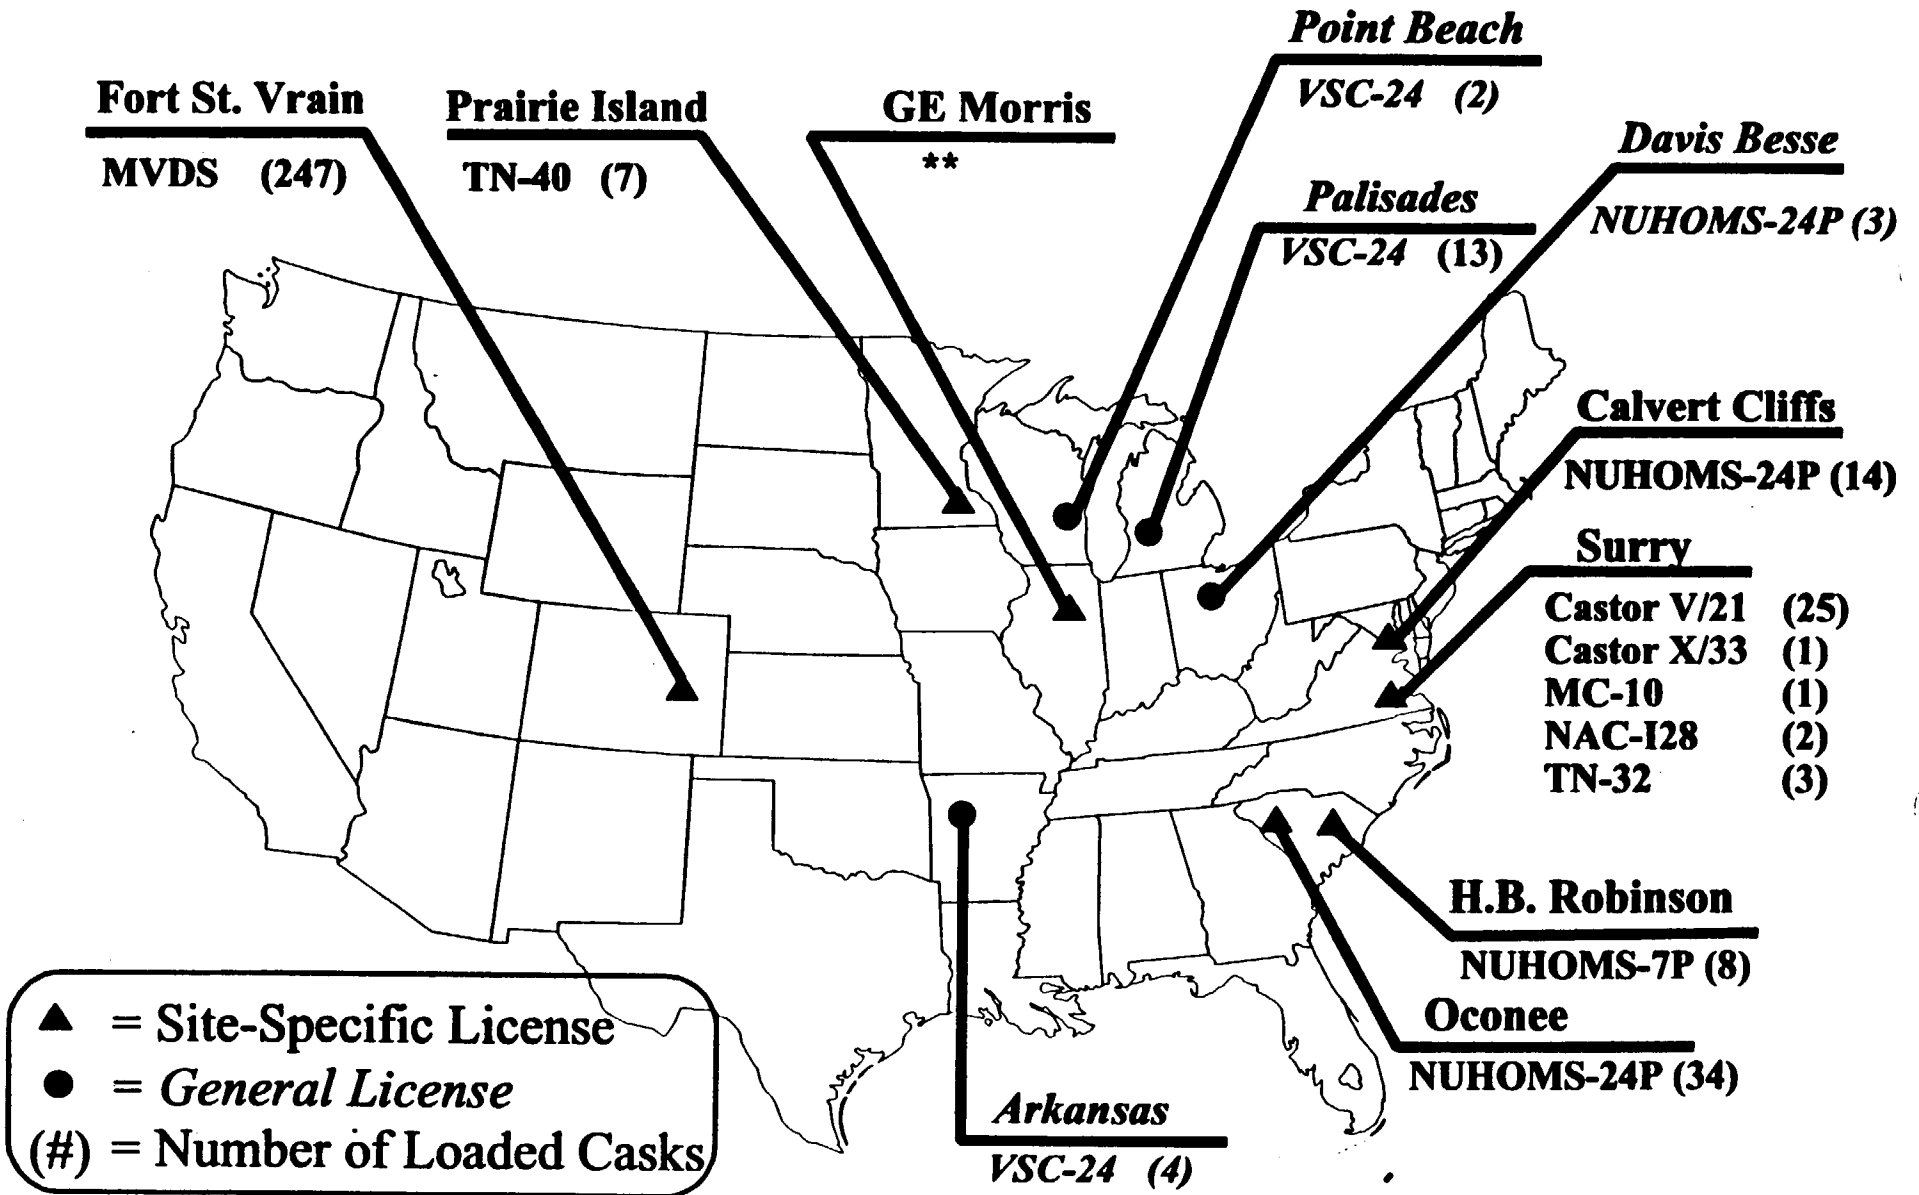 Point Beach
VSC-24 (2)
Fort St. Vrain
MVDS (247)
Prairie Island
TN-40 (7)
GE Morris
**
Davis Besse
NUHOMS-24P (3)
Palisades
VSC-24 (13)
Calvert Cliffs
NUHOMS-24P (14)
Surry
Castor V/21 (25)
Castor X/33 (1)
MC-10 (1)
NAC-I28 (2)
TN-32 (3)
H.B. Robinson
NUHOMS-7P (8)
Oconee
NUHOMS-24P (34)
Arkansas
VSC-24 (4)
▲ = Site-Specific License
● = General License
(#) = Number of Loaded Casks